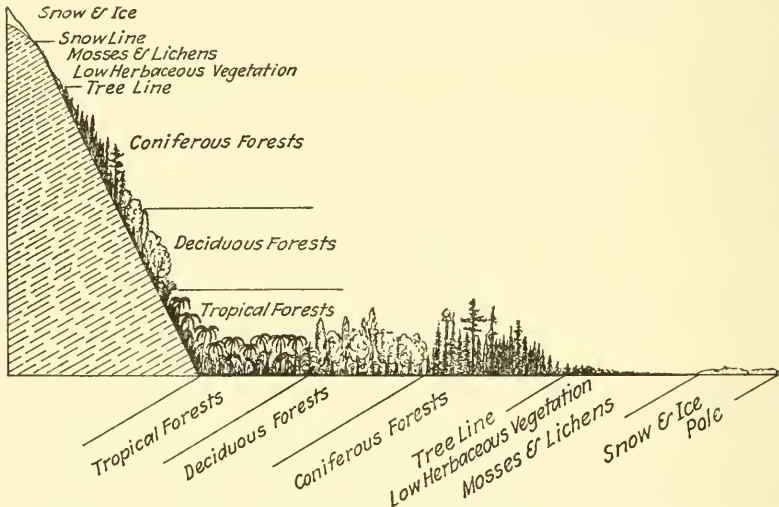 Snow & Ice
Snow Line
Mosses & Lichens
Low Herbaceous Vegetation
Tree Line
Coniferous Forests
Deciduous Forests
Tropical Forests
Tropical Forests
Deciduous Forests
Coniferous Forests
Tree Line
Low Herbaceous Vegetation
Mosses & Lichens
Snow & Ice
Pole